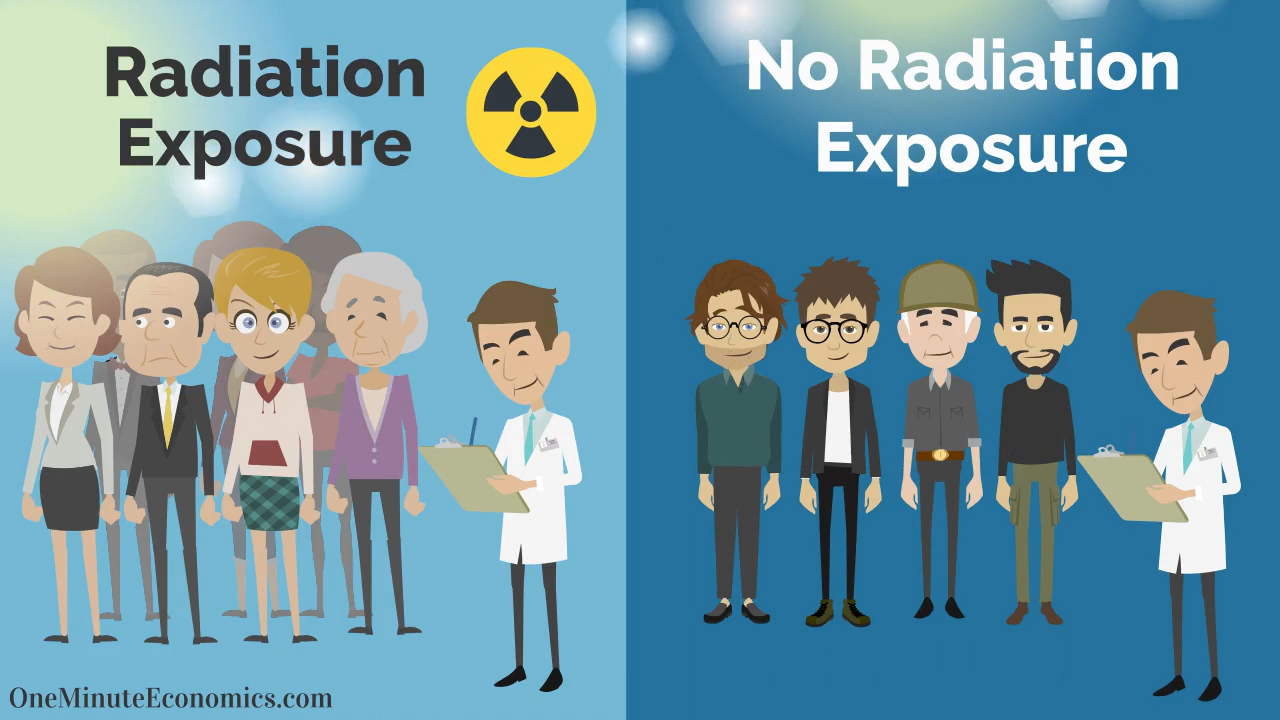 Radiation
Exposure
No Radiation
Exposure
OneMinuteEconomics.com